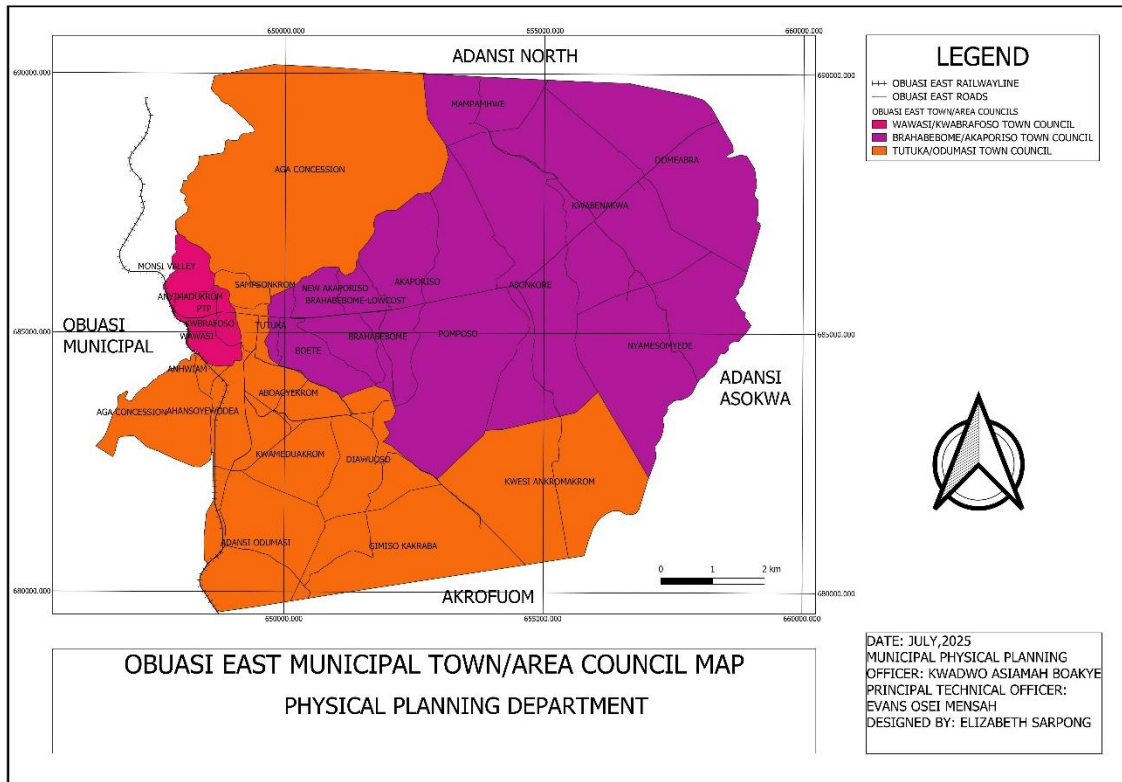 650000.000
655000.000
660000.000
690000.000
ADANSI NORTH
690000.000
MAMPAMHWE
DOMEABRA
AGA CONCESSION
KWABENAKWA
MONSI VALLEY
SAMPSONKROM
NEW AKAPORISO
AKAPORISO
ASONKORE
ANYIMADUKROM
BRAHABEBOME-LOWCOST
PTP
KWBRAFOSO
TUTUKA
685000.000
OBUASI
MUNICIPAL
WAWASI
BRAHABEBOME
POMPOSO
685000.000
BOETE
NYAMESOMYEDE
ANHWIAM
ADANSI
ASOKWA
ABOAGYEKROM
AGA CONCESSION
AHANSOYEWODEA
KWAMEDUAKROM
DIAWUOSO
KWESI ANKROMAKROM
ADANSI ODUMASI
GIMISO KAKRABA
0 1 2 km
680000.000
AKROFUOM
680000.000
650000.000
655500.000
660000.000
LEGEND
OBUASI EAST RAILWAYLINE
OBUASI EAST ROADS
OBUASI EAST TOWN/AREA COUNCILS
WAWASI/KWABRAFOSO TOWN COUNCIL
BRAHABEBOME/AKAPORISO TOWN COUNCIL
TUTUKA/ODUMASI TOWN COUNCIL
OBUASI EAST MUNICIPAL TOWN/AREA COUNCIL MAP
PHYSICAL PLANNING DEPARTMENT
DATE: JULY,2025
MUNICIPAL PHYSICAL PLANNING
OFFICER: KWADWO ASIAMAH BOAKYE
PRINCIPAL TECHNICAL OFFICER:
EVANS OSEI MENSAH
DESIGNED BY: ELIZABETH SARPONG